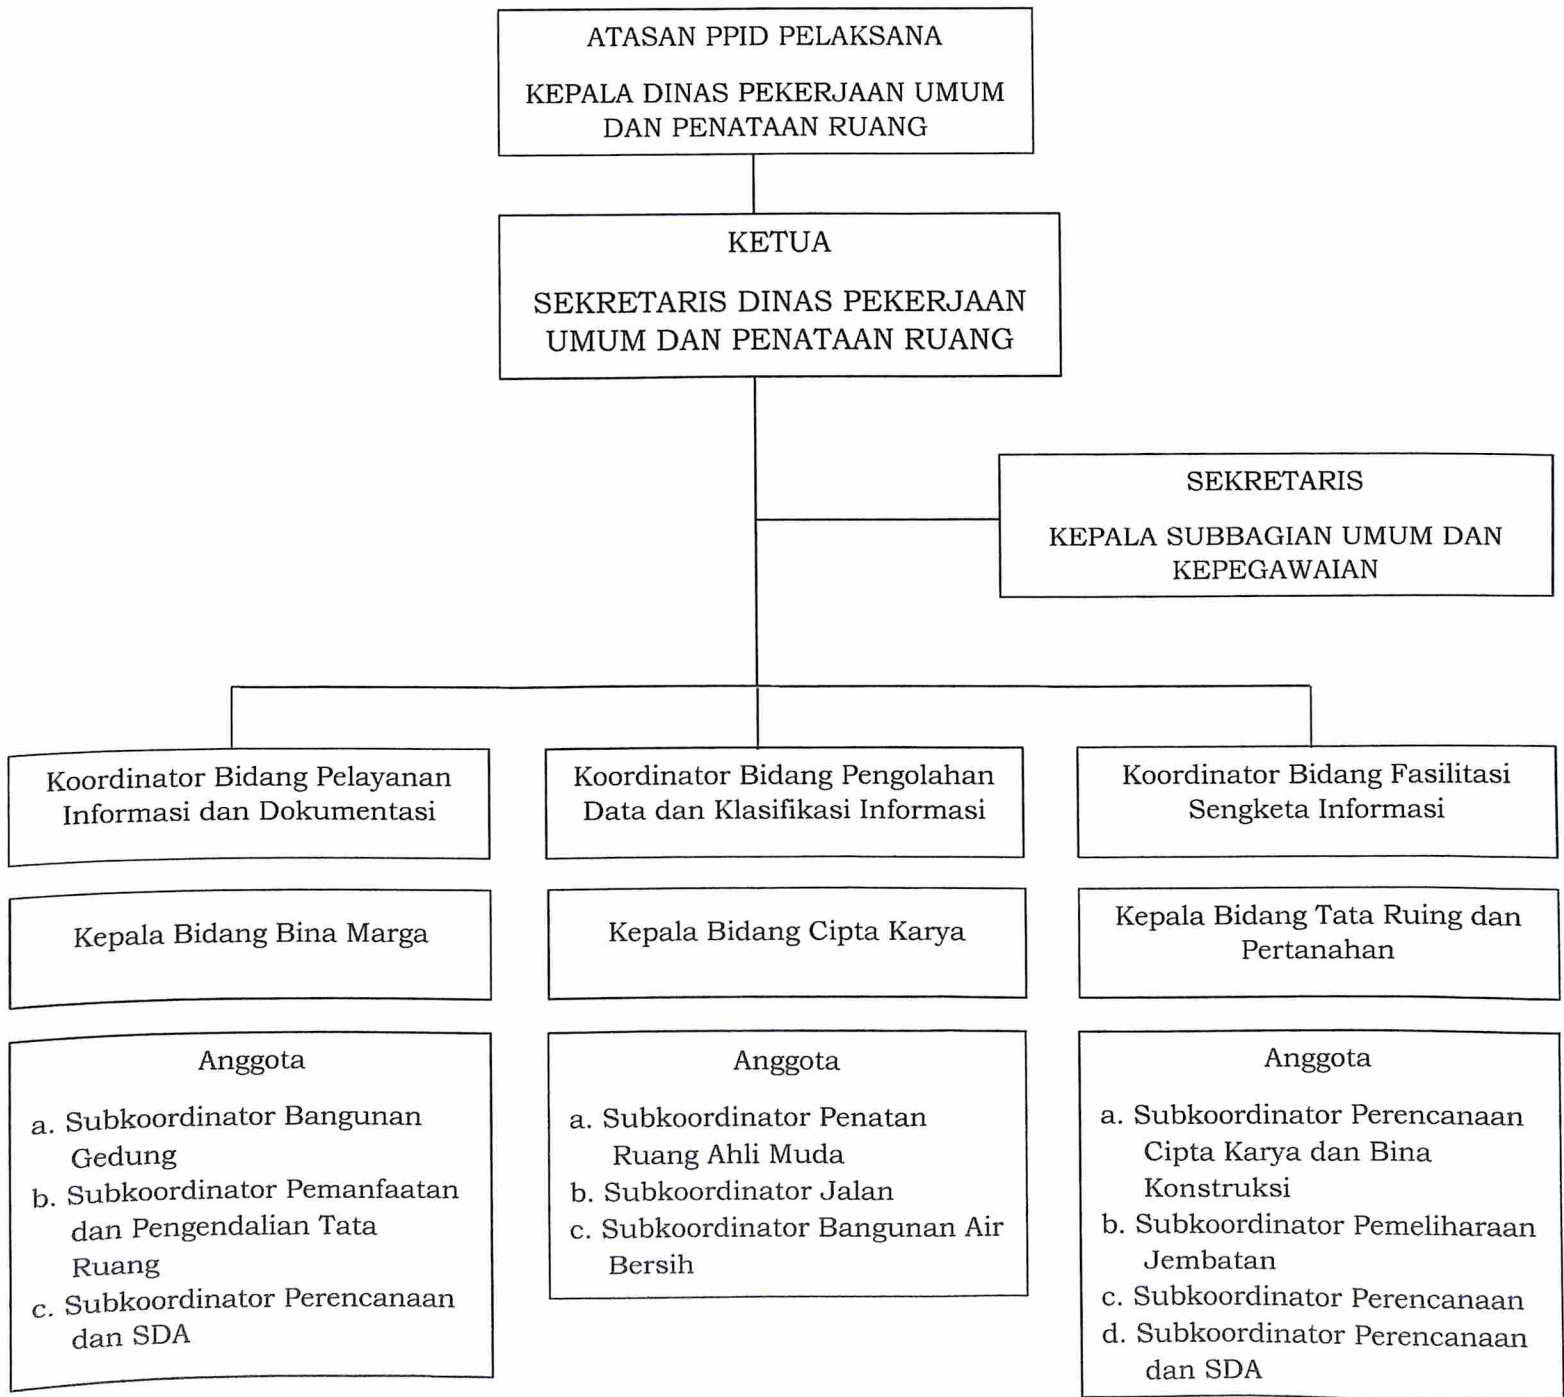 ATASAN PPID PELAKSANA
KEPALA DINAS PEKERJAAN UMUM
DAN PENATAAN RUANG
KETUA
SEKRETARIS DINAS PEKERJAAN
UMUM DAN PENATAAN RUANG
SEKRETARIS
KEPALA SUBBAGIAN UMUM DAN
KEPEGAWAIAN
Koordinator Bidang Pelayanan
Informasi dan Dokumentasi
Kepala Bidang Bina Marga
Anggota
a. Subkoordinator Bangunan
Gedung
b. Subkoordinator Pemanfaatan
dan Pengendalian Tata
Ruang
c. Subkoordinator Perencanaan
dan SDA
Koordinator Bidang Pengolahan
Data dan Klasifikasi Informasi
Kepala Bidang Cipta Karya
Anggota
a. Subkoordinator Penatan
Ruang Ahli Muda
b. Subkoordinator Jalan
c. Subkoordinator Bangunan Air
Bersih
Koordinator Bidang Fasilitasi
Sengketa Informasi
Kepala Bidang Tata Ruing dan
Pertanahan
Anggota
a. Subkoordinator Perencanaan
Cipta Karya dan Bina
Konstruksi
b. Subkoordinator Pemeliharaan
Jembatan
c. Subkoordinator Perencanaan
d. Subkoordinator Perencanaan
dan SDA